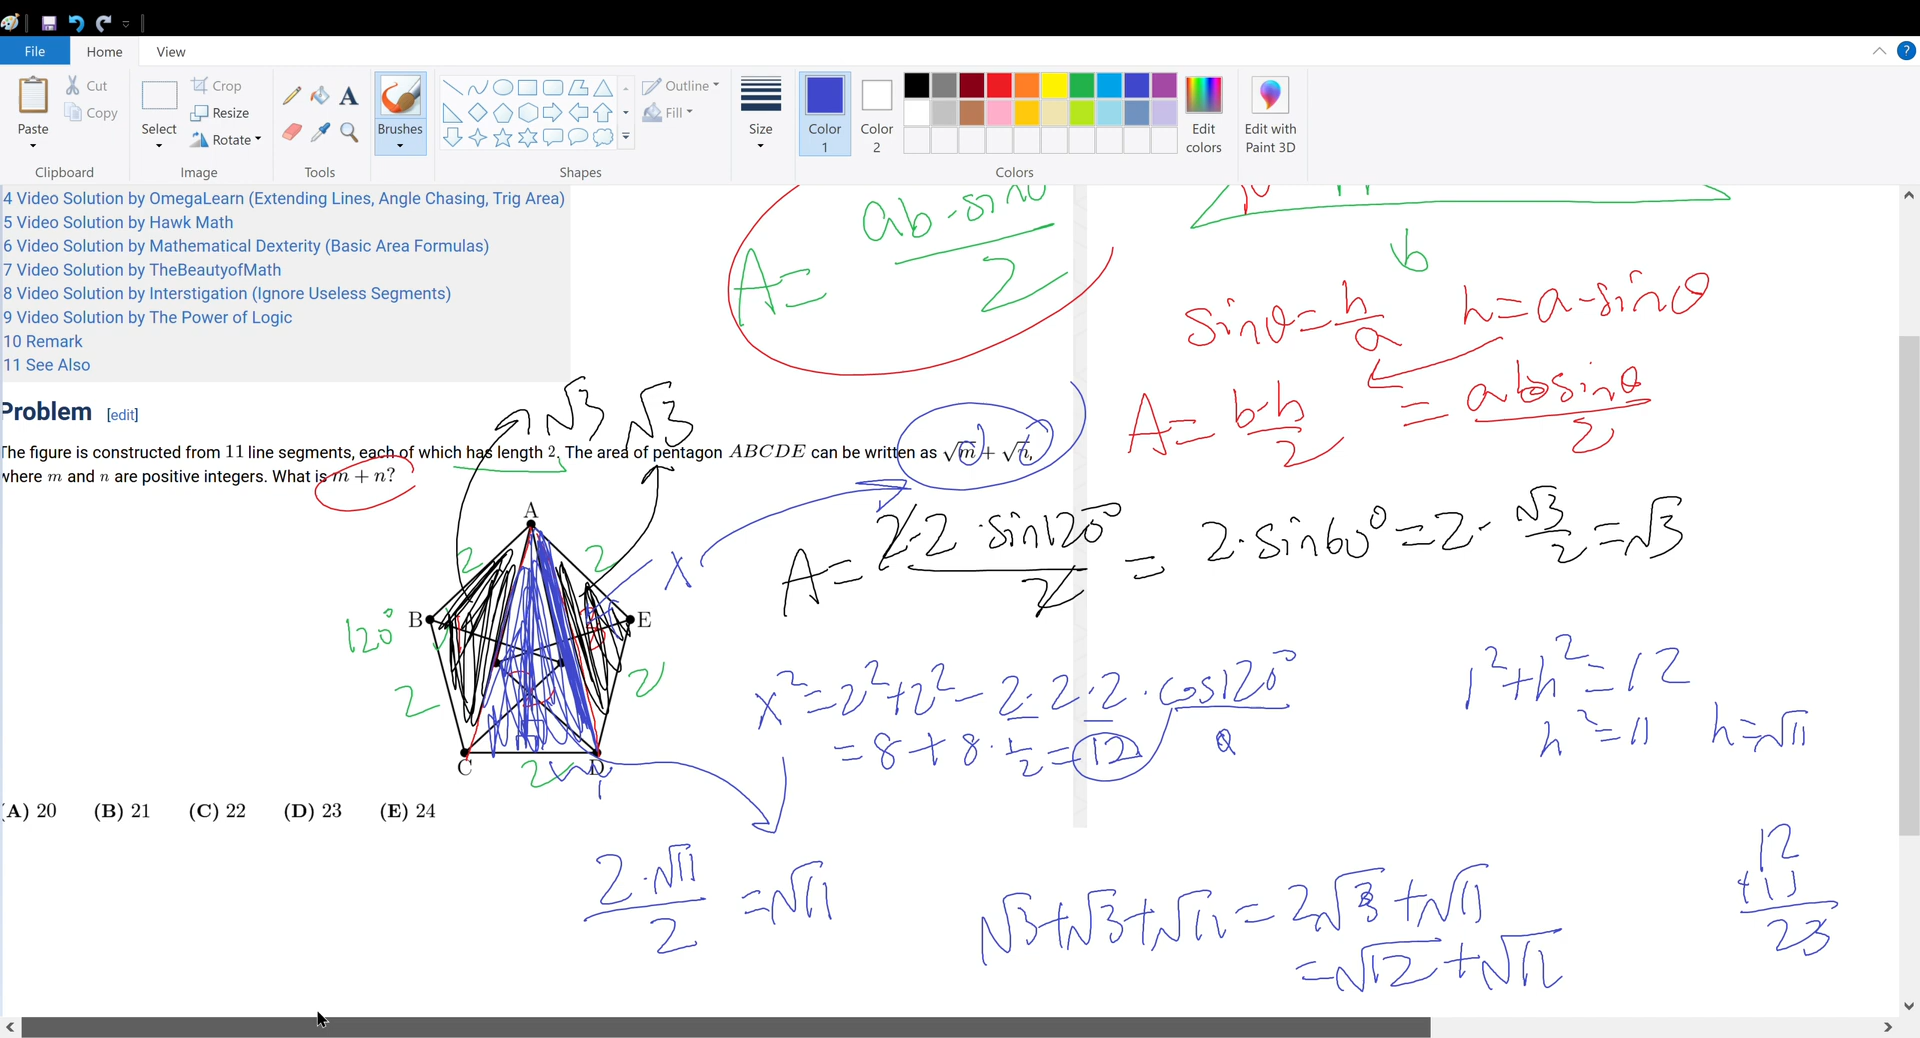 File Home View
Paste
Cut
Copy
Clipboard
Select
Crop
Resize
Rotate
Image
A
Tools
Brushes
Shapes
Outline
Fill
Size
Color 1
Color 2
Colors
Edit colors
Edit with Paint 3D
4 Video Solution by OmegaLearn (Extending Lines, Angle Chasing, Trig Area)
5 Video Solution by Hawk Math
6 Video Solution by Mathematical Dexterity (Basic Area Formulas)
7 Video Solution by TheBeautyofMath
8 Video Solution by Interstigation (Ignore Useless Segments)
9 Video Solution by The Power of Logic
10 Remark
11 See Also
A = ab·sinθ / 2
b
sinθ = h/a h = a·sinθ
A = b·h/2 = absinθ/2
√3 √3
Problem [edit]
The figure is constructed from 11 line segments, each of which has length 2. The area of pentagon ABCDE can be written as √m + √n,
where m and n are positive integers. What is m + n?
A
2 2
B E
120°
2 2
C D
2
1
x
A = 2·2·sin120° / 2 = 2·sin60° = 2·√3/2 = √3
x² = 2²+2² − 2·2·2·cos120°
= 8 + 8·1/2 = 12
1²+h² = 12
h² = 11 h = √11
(A) 20 (B) 21 (C) 22 (D) 23 (E) 24
2·√11 / 2 = √11
√3+√3+√11 = 2√3+√11
= √12+√11
12
+11
23